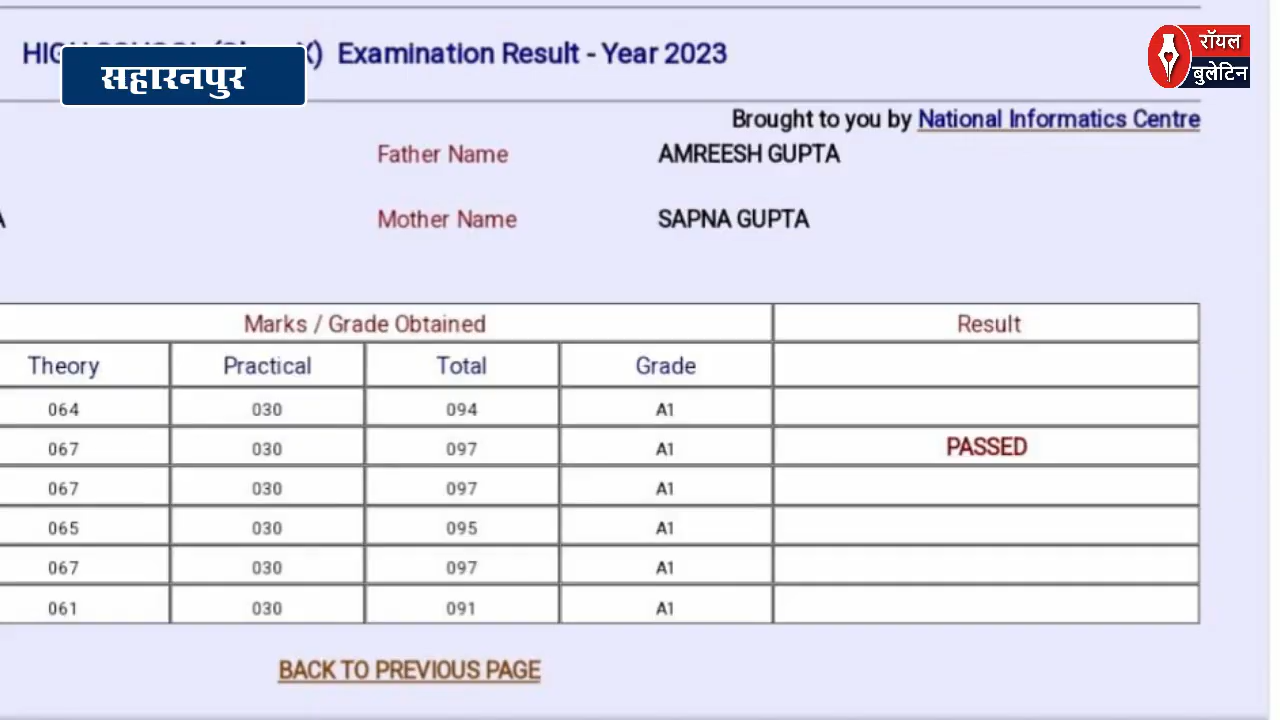 Examination Result - Year 2023
सहारनपुर
रॉयल
बुलेटिन
Brought to you by National Informatics Centre
Father Name AMREESH GUPTA
A Mother Name SAPNA GUPTA
Marks / Grade Obtained Result
Theory Practical Total Grade
064 030 094 A1
067 030 097 A1 PASSED
067 030 097 A1
065 030 095 A1
067 030 097 A1
061 030 091 A1
BACK TO PREVIOUS PAGE